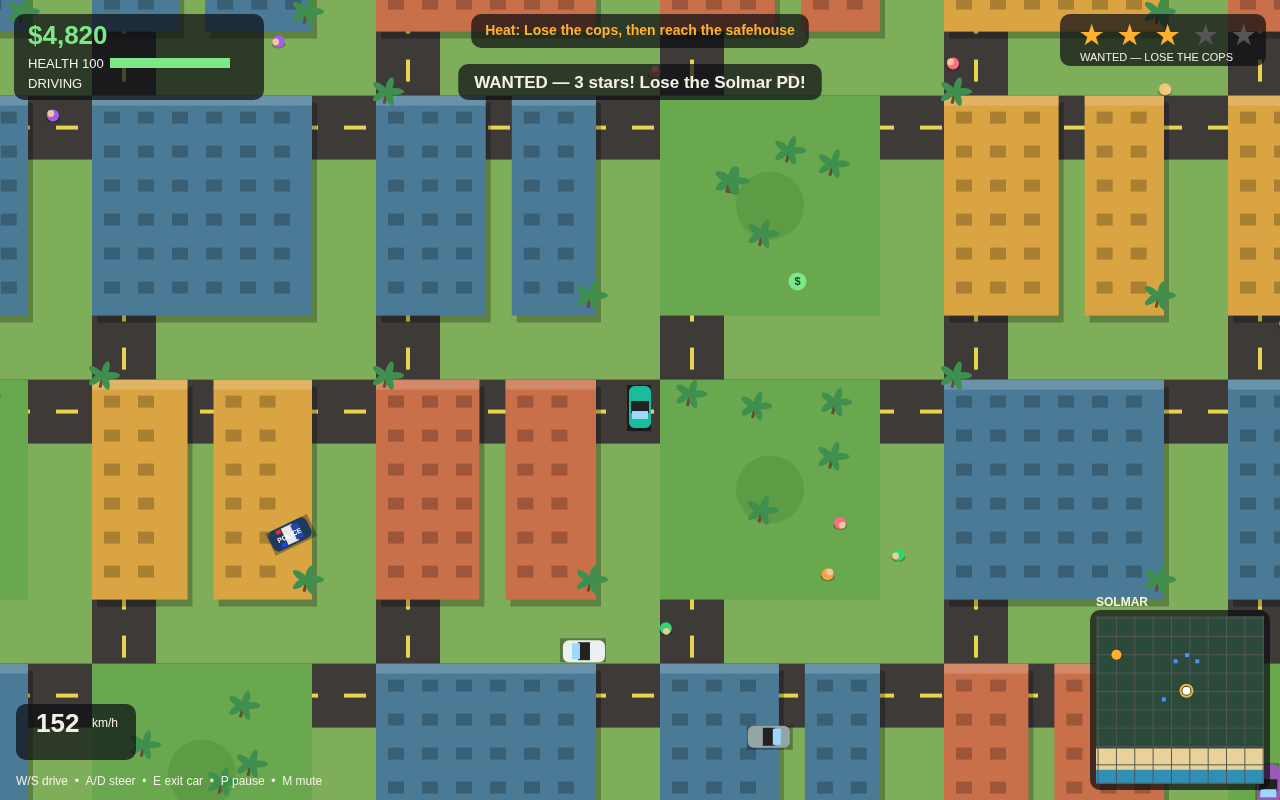 $4,820
HEALTH 100
DRIVING
Heat: Lose the cops, then reach the safehouse
WANTED — 3 stars! Lose the Solmar PD!
WANTED — LOSE THE COPS
$
POLICE
SOLMAR
152 km/h
W/S drive • A/D steer • E exit car • P pause • M mute